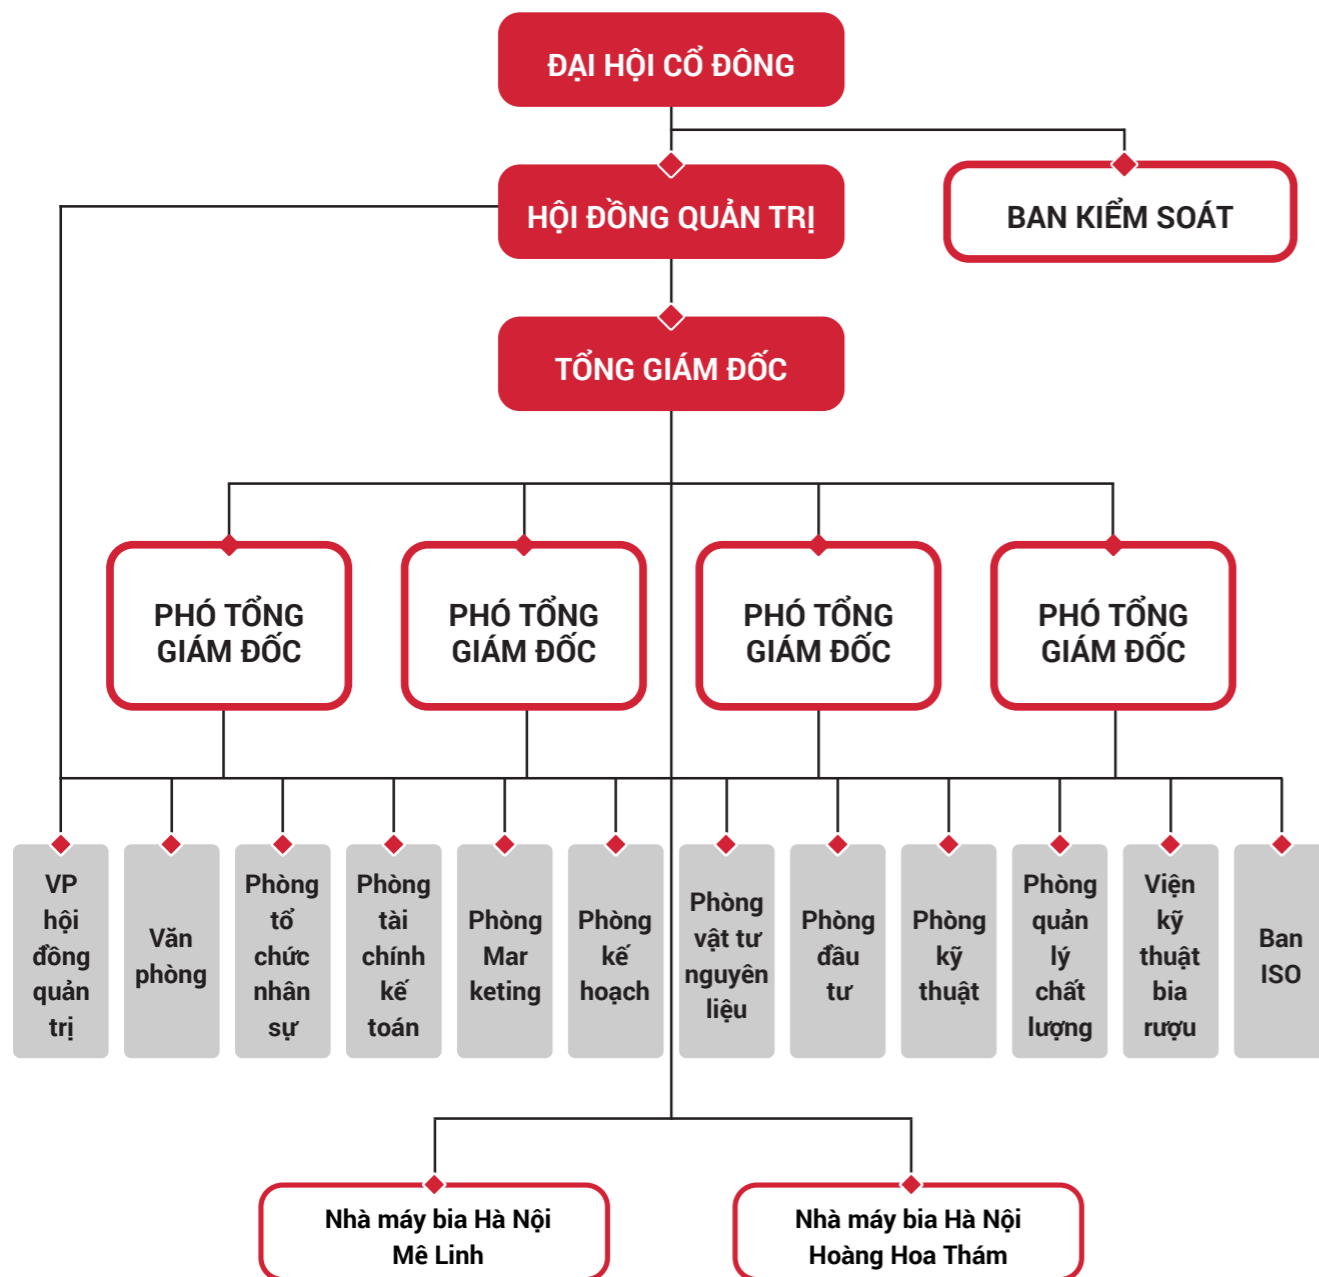 ĐẠI HỘI CỔ ĐÔNG
HỘI ĐỒNG QUẢN TRỊ
BAN KIỂM SOÁT
TỔNG GIÁM ĐỐC
PHÓ TỔNG
GIÁM ĐỐC
PHÓ TỔNG
GIÁM ĐỐC
PHÓ TỔNG
GIÁM ĐỐC
PHÓ TỔNG
GIÁM ĐỐC
VP
hội
đồng
quản
trị
Văn
phòng
Phòng
tổ
chức
nhân
sự
Phòng
tài
chính
kế
toán
Phòng
Mar
keting
Phòng
kế
hoạch
Phòng
vật tư
nguyên
liệu
Phòng
đầu
tư
Phòng
kỹ
thuật
Phòng
quản
lý
chất
lượng
Viện
kỹ
thuật
bia
rượu
Ban
ISO
Nhà máy bia Hà Nội
Mê Linh
Nhà máy bia Hà Nội
Hoàng Hoa Thám